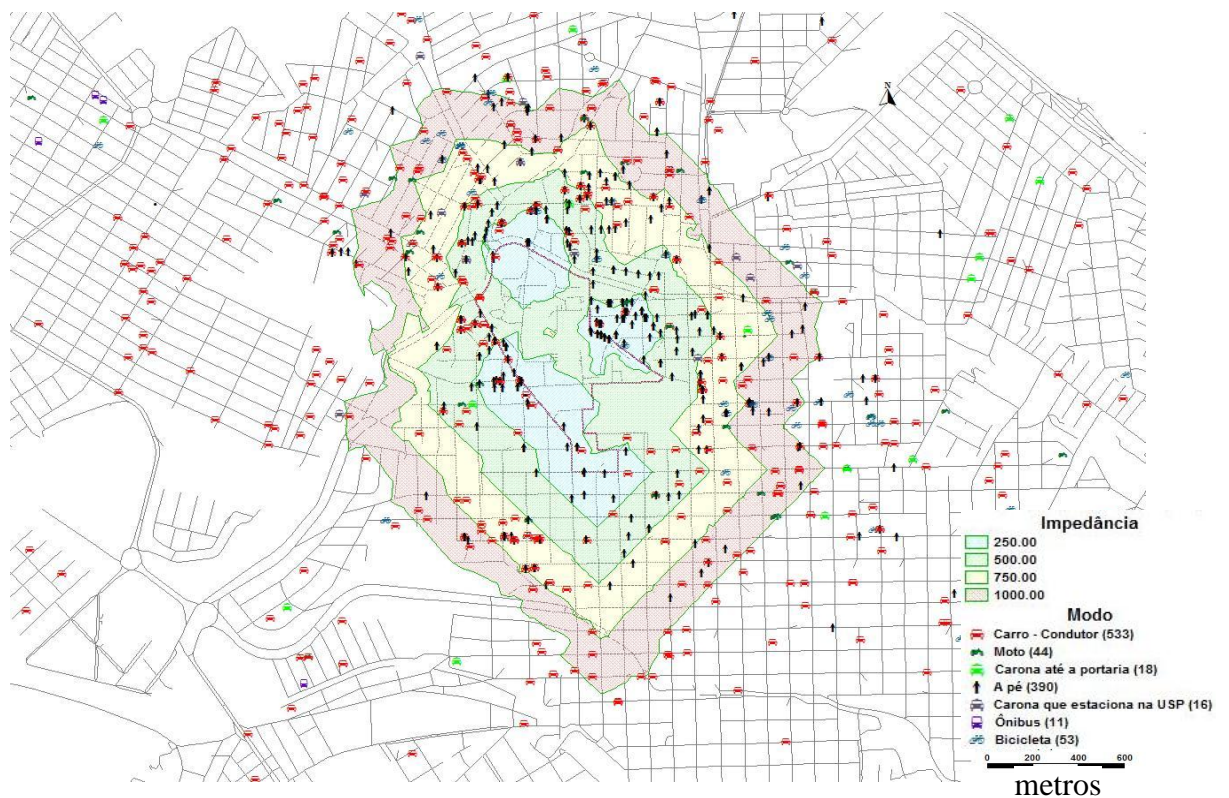 N
Impedância
250.00
500.00
750.00
1000.00
Modo
Carro - Condutor (533)
Moto (44)
Carona até a portaria (18)
A pé (390)
Carona que estaciona na USP (16)
Ônibus (11)
Bicicleta (53)
0 200 400 600
metros